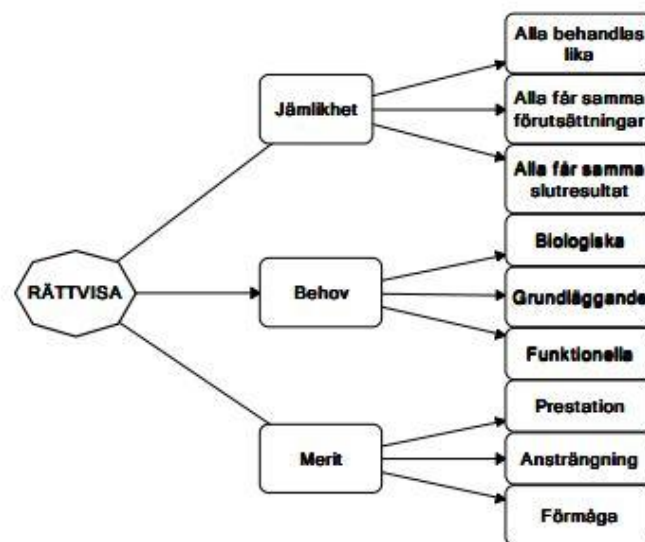 Alla behandlas
lika
Jämlikhet
Alla får samma
förutsättningar
Alla får samma
slutresultat
RÄTTVISA
Behov
Biologiska
Grundläggande
Funktionella
Merit
Prestation
Ansträngning
Förmåga